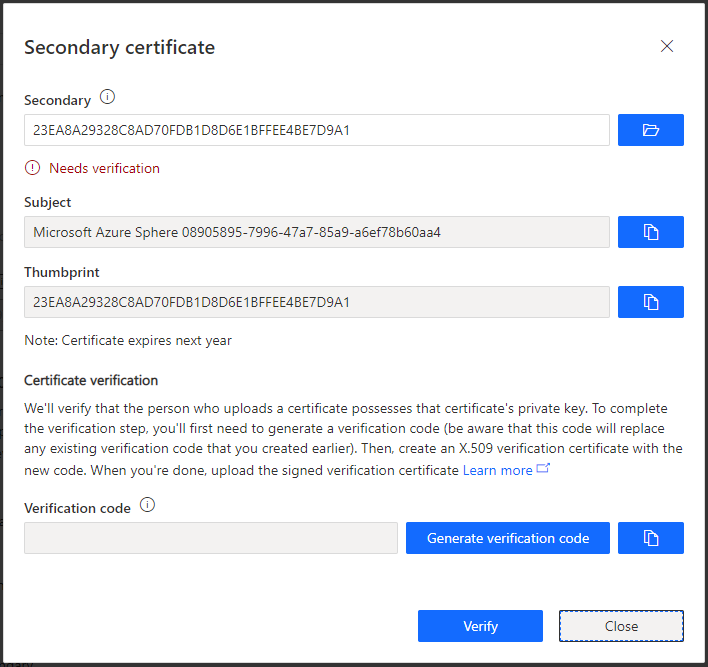 Secondary certificate
Secondary
23EA8A29328C8AD70FDB1D8D6E1BFFEE4BE7D9A1
Needs verification
Subject
Microsoft Azure Sphere 08905895-7996-47a7-85a9-a6ef78b60aa4
Thumbprint
23EA8A29328C8AD70FDB1D8D6E1BFFEE4BE7D9A1
Note: Certificate expires next year
Certificate verification
We'll verify that the person who uploads a certificate possesses that certificate's private key. To complete
the verification step, you'll first need to generate a verification code (be aware that this code will replace
any existing verification code that you created earlier). Then, create an X.509 verification certificate with the
new code. When you're done, upload the signed verification certificate Learn more
Verification code
Generate verification code
Verify
Close